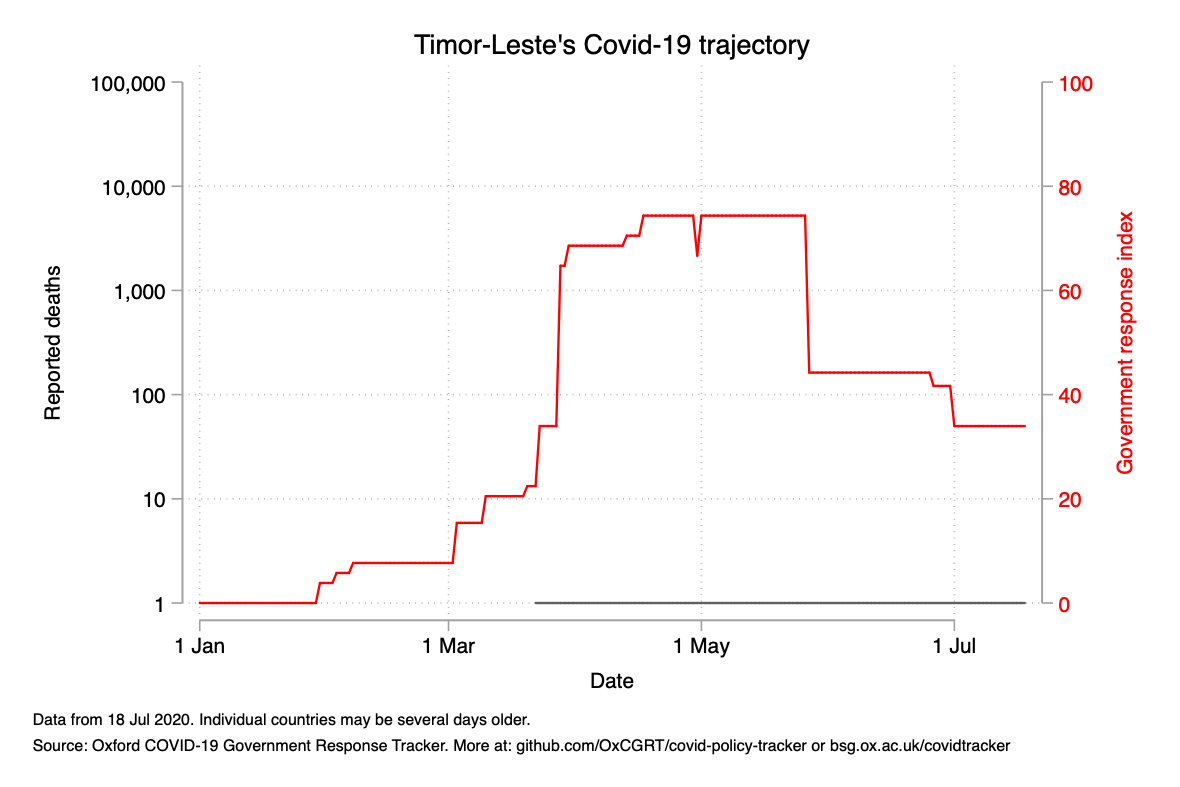 Timor-Leste's Covid-19 trajectory
100,000
10,000
1,000
100
10
1
Reported deaths
100
80
60
40
20
0
Government response index
1 Jan
1 Mar
1 May
1 Jul
Date
Data from 18 Jul 2020. Individual countries may be several days older.
Source: Oxford COVID-19 Government Response Tracker. More at: github.com/OxCGRT/covid-policy-tracker or bsg.ox.ac.uk/covidtracker